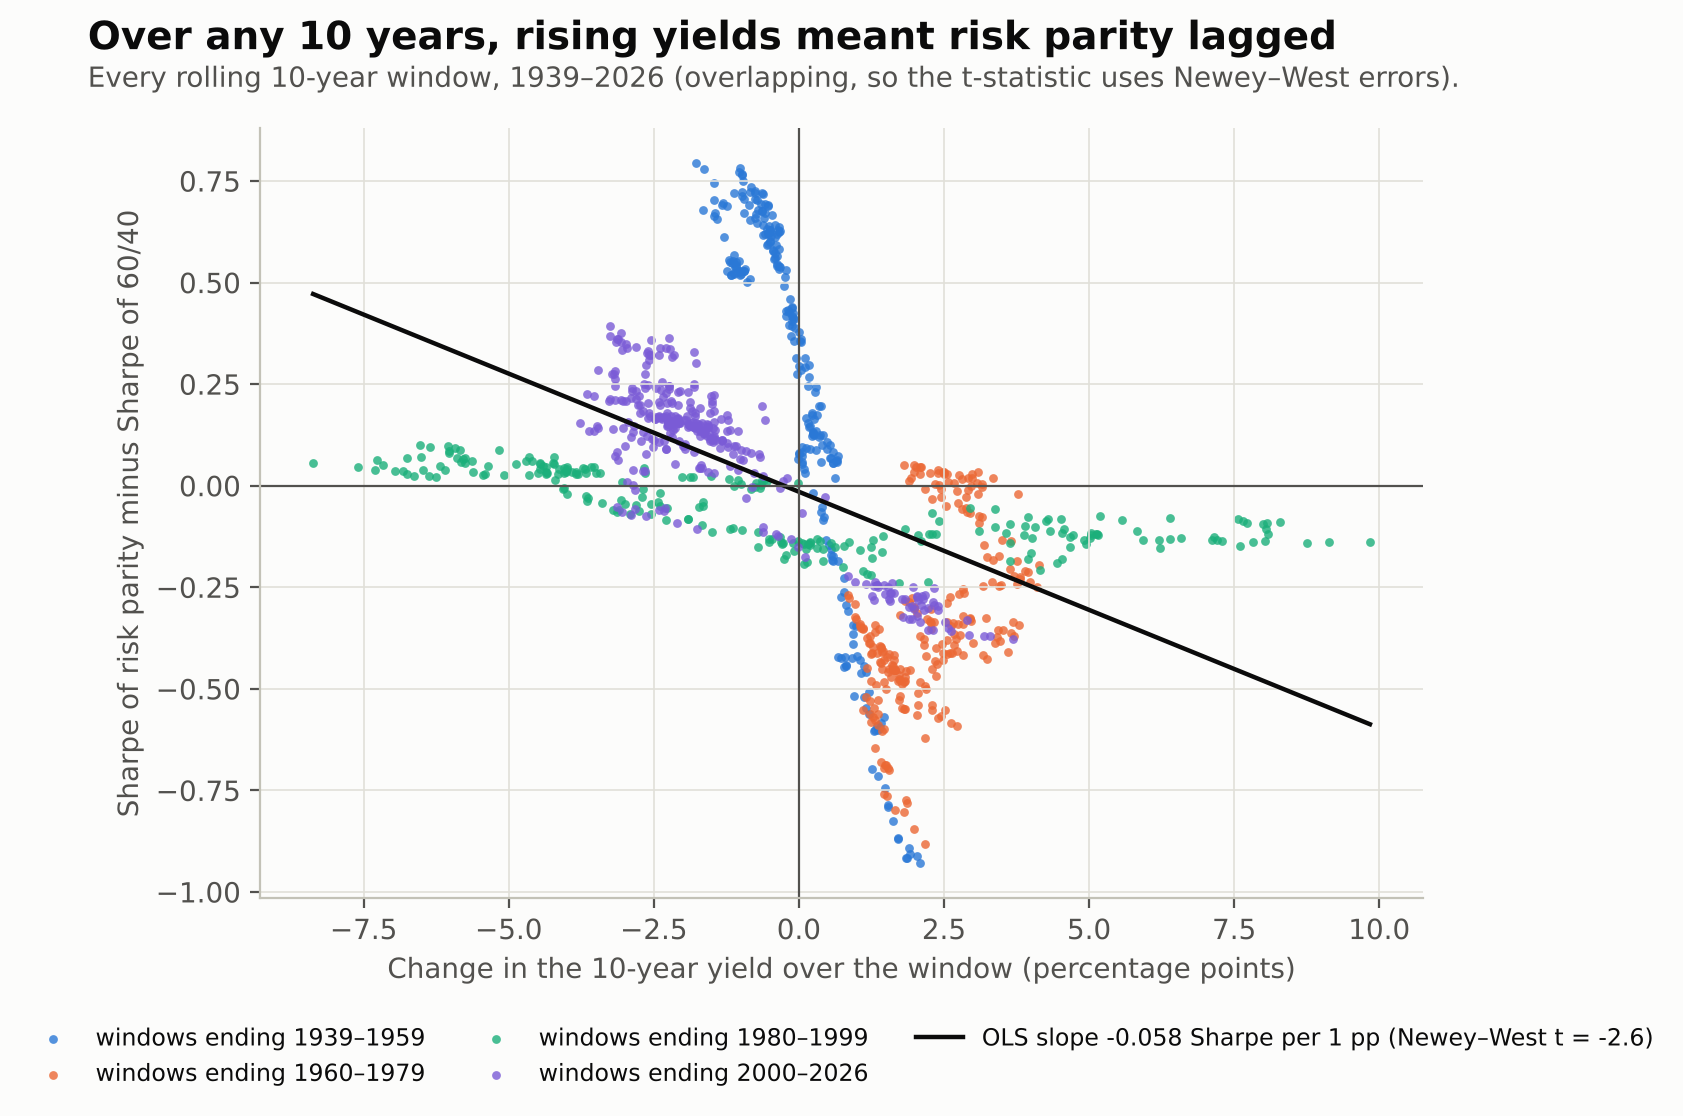 Over any 10 years, rising yields meant risk parity lagged
Every rolling 10-year window, 1939–2026 (overlapping, so the t-statistic uses Newey–West errors).
Sharpe of risk parity minus Sharpe of 60/40
0.75
0.50
0.25
0.00
−0.25
−0.50
−0.75
−1.00
−7.5
−5.0
−2.5
0.0
2.5
5.0
7.5
10.0
Change in the 10-year yield over the window (percentage points)
windows ending 1939–1959
windows ending 1960–1979
windows ending 1980–1999
windows ending 2000–2026
OLS slope -0.058 Sharpe per 1 pp (Newey–West t = -2.6)